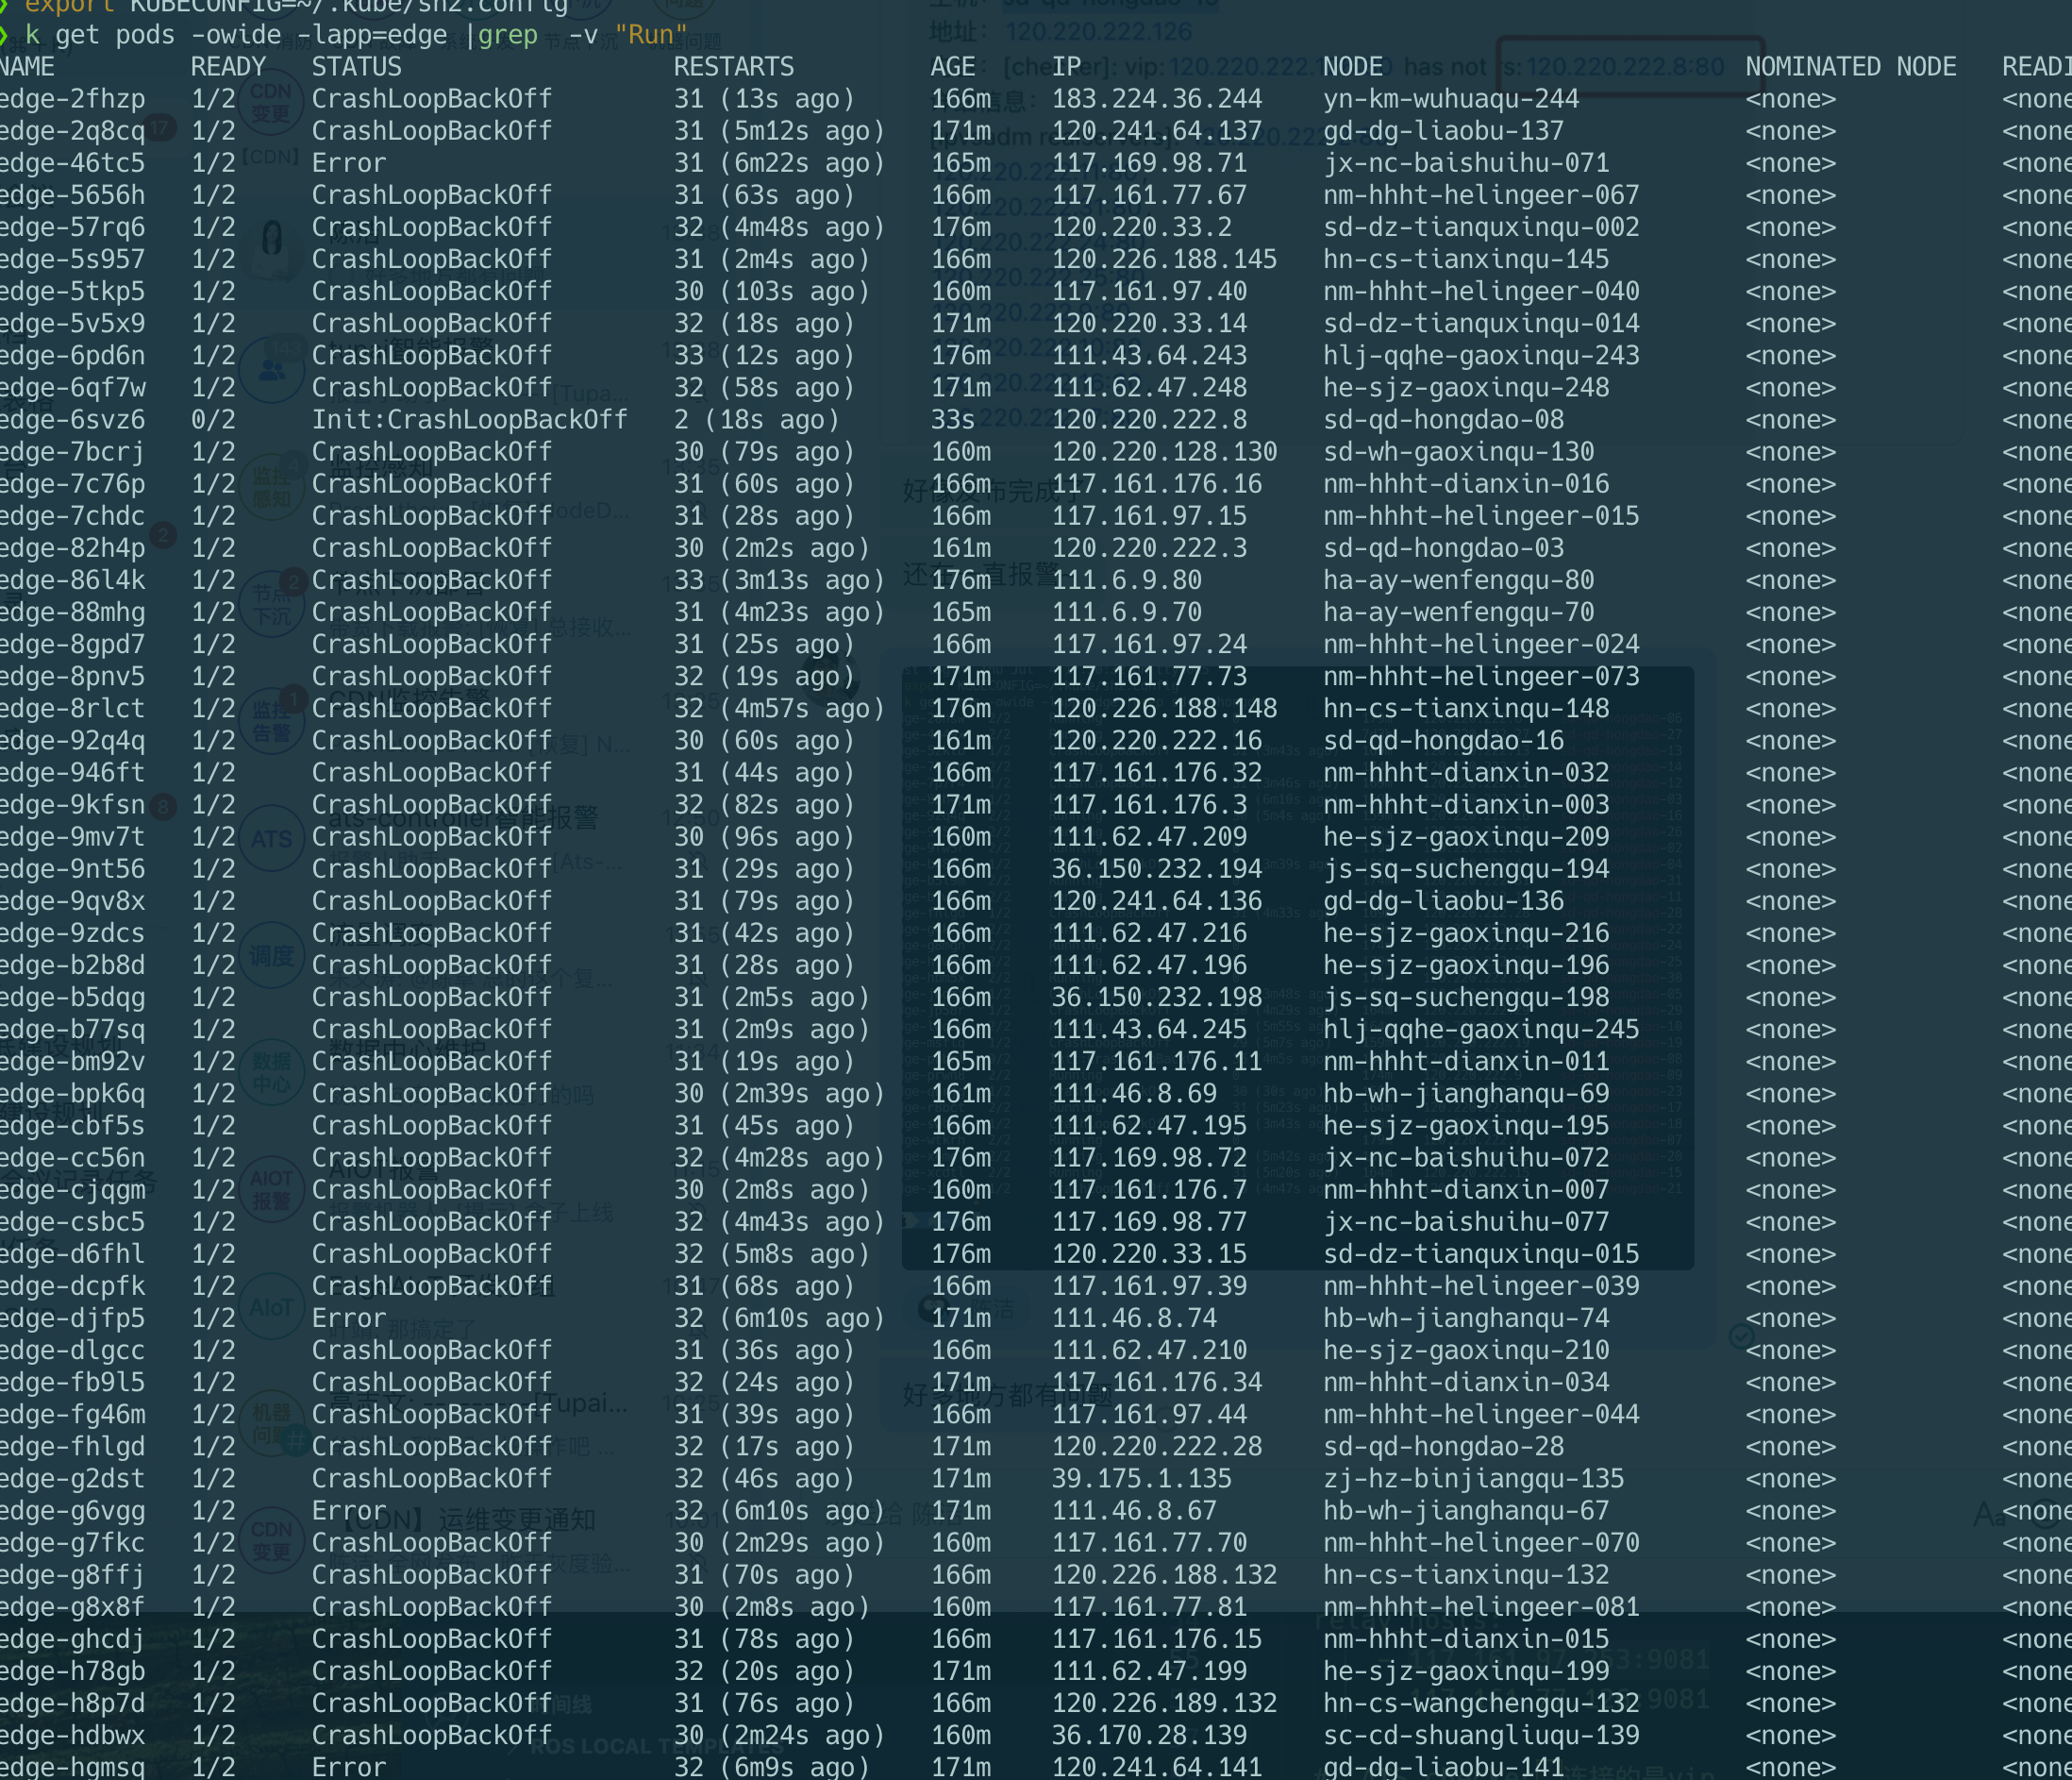 export KUBECONFIG=~/.kube/sh2.config
k get pods -owide -lapp=edge |grep -v "Run"
NAME READY STATUS RESTARTS AGE IP NODE NOMINATED NODE READI
edge-2fhzp 1/2 CrashLoopBackOff 31 (13s ago) 166m 183.224.36.244 yn-km-wuhuaqu-244 <none> <none
edge-2q8cq 1/2 CrashLoopBackOff 31 (5m12s ago) 171m 120.241.64.137 gd-dg-liaobu-137 <none> <none
edge-46tc5 1/2 Error 31 (6m22s ago) 165m 117.169.98.71 jx-nc-baishuihu-071 <none> <none
edge-5656h 1/2 CrashLoopBackOff 31 (63s ago) 166m 117.161.77.67 nm-hhht-helingeer-067 <none> <none
edge-57rq6 1/2 CrashLoopBackOff 32 (4m48s ago) 176m 120.220.33.2 sd-dz-tianquxinqu-002 <none> <none
edge-5s957 1/2 CrashLoopBackOff 31 (2m4s ago) 166m 120.226.188.145 hn-cs-tianxinqu-145 <none> <none
edge-5tkp5 1/2 CrashLoopBackOff 30 (103s ago) 160m 117.161.97.40 nm-hhht-helingeer-040 <none> <none
edge-5v5x9 1/2 CrashLoopBackOff 32 (18s ago) 171m 120.220.33.14 sd-dz-tianquxinqu-014 <none> <none
edge-6pd6n 1/2 CrashLoopBackOff 33 (12s ago) 176m 111.43.64.243 hlj-qqhe-gaoxinqu-243 <none> <none
edge-6qf7w 1/2 CrashLoopBackOff 32 (58s ago) 171m 111.62.47.248 he-sjz-gaoxinqu-248 <none> <none
edge-6svz6 0/2 Init:CrashLoopBackOff 2 (18s ago) 33s 120.220.222.8 sd-qd-hongdao-08 <none> <none
edge-7bcrj 1/2 CrashLoopBackOff 30 (79s ago) 160m 120.220.128.130 sd-wh-gaoxinqu-130 <none> <none
edge-7c76p 1/2 CrashLoopBackOff 31 (60s ago) 166m 117.161.176.16 nm-hhht-dianxin-016 <none> <none
edge-7chdc 1/2 CrashLoopBackOff 31 (28s ago) 166m 117.161.97.15 nm-hhht-helingeer-015 <none> <none
edge-82h4p 1/2 CrashLoopBackOff 30 (2m2s ago) 161m 120.220.222.3 sd-qd-hongdao-03 <none> <none
edge-86l4k 1/2 CrashLoopBackOff 33 (3m13s ago) 176m 111.6.9.80 ha-ay-wenfengqu-80 <none> <none
edge-88mhg 1/2 CrashLoopBackOff 31 (4m23s ago) 165m 111.6.9.70 ha-ay-wenfengqu-70 <none> <none
edge-8gpd7 1/2 CrashLoopBackOff 31 (25s ago) 166m 117.161.97.24 nm-hhht-helingeer-024 <none> <none
edge-8pnv5 1/2 CrashLoopBackOff 32 (19s ago) 171m 117.161.77.73 nm-hhht-helingeer-073 <none> <none
edge-8rlct 1/2 CrashLoopBackOff 32 (4m57s ago) 176m 120.226.188.148 hn-cs-tianxinqu-148 <none> <none
edge-92q4q 1/2 CrashLoopBackOff 30 (60s ago) 161m 120.220.222.16 sd-qd-hongdao-16 <none> <none
edge-946ft 1/2 CrashLoopBackOff 31 (44s ago) 166m 117.161.176.32 nm-hhht-dianxin-032 <none> <none
edge-9kfsn 1/2 CrashLoopBackOff 32 (82s ago) 171m 117.161.176.3 nm-hhht-dianxin-003 <none> <none
edge-9mv7t 1/2 CrashLoopBackOff 30 (96s ago) 160m 111.62.47.209 he-sjz-gaoxinqu-209 <none> <none
edge-9nt56 1/2 CrashLoopBackOff 31 (29s ago) 166m 36.150.232.194 js-sq-suchengqu-194 <none> <none
edge-9qv8x 1/2 CrashLoopBackOff 31 (79s ago) 166m 120.241.64.136 gd-dg-liaobu-136 <none> <none
edge-9zdcs 1/2 CrashLoopBackOff 31 (42s ago) 166m 111.62.47.216 he-sjz-gaoxinqu-216 <none> <none
edge-b2b8d 1/2 CrashLoopBackOff 31 (28s ago) 166m 111.62.47.196 he-sjz-gaoxinqu-196 <none> <none
edge-b5dqg 1/2 CrashLoopBackOff 31 (2m5s ago) 166m 36.150.232.198 js-sq-suchengqu-198 <none> <none
edge-b77sq 1/2 CrashLoopBackOff 31 (2m9s ago) 166m 111.43.64.245 hlj-qqhe-gaoxinqu-245 <none> <none
edge-bm92v 1/2 CrashLoopBackOff 31 (19s ago) 165m 117.161.176.11 nm-hhht-dianxin-011 <none> <none
edge-bpk6q 1/2 CrashLoopBackOff 30 (2m39s ago) 161m 111.46.8.69 hb-wh-jianghanqu-69 <none> <none
edge-cbf5s 1/2 CrashLoopBackOff 31 (45s ago) 166m 111.62.47.195 he-sjz-gaoxinqu-195 <none> <none
edge-cc56n 1/2 CrashLoopBackOff 32 (4m28s ago) 176m 117.169.98.72 jx-nc-baishuihu-072 <none> <none
edge-cjqgm 1/2 CrashLoopBackOff 30 (2m8s ago) 160m 117.161.176.7 nm-hhht-dianxin-007 <none> <none
edge-csbc5 1/2 CrashLoopBackOff 32 (4m43s ago) 176m 117.169.98.77 jx-nc-baishuihu-077 <none> <none
edge-d6fhl 1/2 CrashLoopBackOff 32 (5m8s ago) 176m 120.220.33.15 sd-dz-tianquxinqu-015 <none> <none
edge-dcpfk 1/2 CrashLoopBackOff 31 (68s ago) 166m 117.161.97.39 nm-hhht-helingeer-039 <none> <none
edge-djfp5 1/2 Error 32 (6m10s ago) 171m 111.46.8.74 hb-wh-jianghanqu-74 <none> <none
edge-dlgcc 1/2 CrashLoopBackOff 31 (36s ago) 166m 111.62.47.210 he-sjz-gaoxinqu-210 <none> <none
edge-fb9l5 1/2 CrashLoopBackOff 32 (24s ago) 171m 117.161.176.34 nm-hhht-dianxin-034 <none> <none
edge-fg46m 1/2 CrashLoopBackOff 31 (39s ago) 166m 117.161.97.44 nm-hhht-helingeer-044 <none> <none
edge-fhlgd 1/2 CrashLoopBackOff 32 (17s ago) 171m 120.220.222.28 sd-qd-hongdao-28 <none> <none
edge-g2dst 1/2 CrashLoopBackOff 32 (46s ago) 171m 39.175.1.135 zj-hz-binjiangqu-135 <none> <none
edge-g6vgg 1/2 Error 32 (6m10s ago) 171m 111.46.8.67 hb-wh-jianghanqu-67 <none> <none
edge-g7fkc 1/2 CrashLoopBackOff 30 (2m29s ago) 160m 117.161.77.70 nm-hhht-helingeer-070 <none> <none
edge-g8ffj 1/2 CrashLoopBackOff 31 (70s ago) 166m 120.226.188.132 hn-cs-tianxinqu-132 <none> <none
edge-g8x8f 1/2 CrashLoopBackOff 30 (2m8s ago) 160m 117.161.77.81 nm-hhht-helingeer-081 <none> <none
edge-ghcdj 1/2 CrashLoopBackOff 31 (78s ago) 166m 117.161.176.15 nm-hhht-dianxin-015 <none> <none
edge-h78gb 1/2 CrashLoopBackOff 32 (20s ago) 171m 111.62.47.199 he-sjz-gaoxinqu-199 <none> <none
edge-h8p7d 1/2 CrashLoopBackOff 31 (76s ago) 166m 120.226.189.132 hn-cs-wangchengqu-132 <none> <none
edge-hdbwx 1/2 CrashLoopBackOff 30 (2m24s ago) 160m 36.170.28.139 sc-cd-shuangliuqu-139 <none> <none
edge-hgmsq 1/2 Error 32 (6m9s ago) 171m 120.241.64.141 gd-dg-liaobu-141 <none> <none